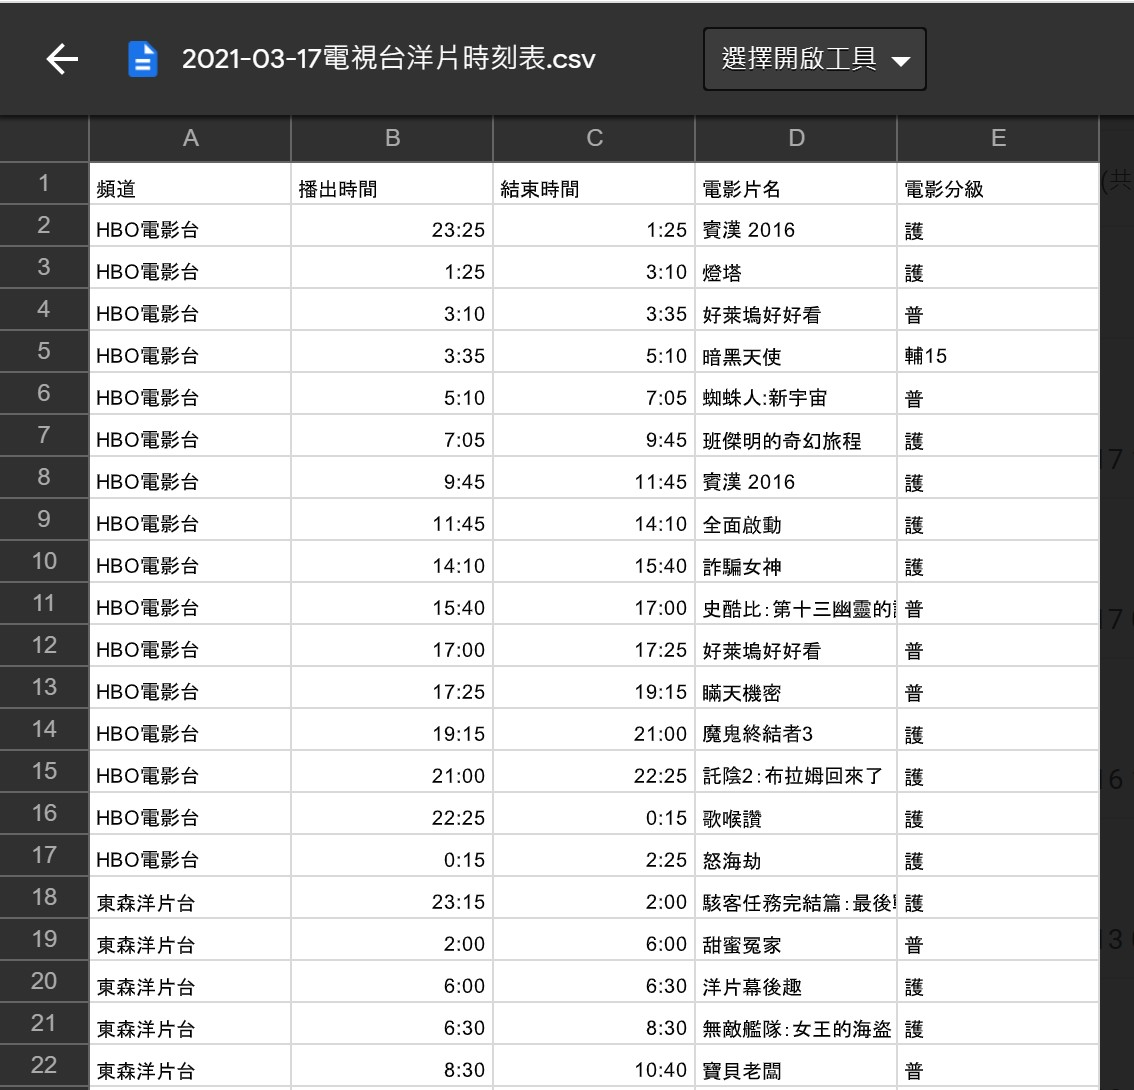 2021-03-17電視台洋片時刻表.csv 選擇開啟工具
A B C D E
1 頻道 播出時間 結束時間 電影片名 電影分級
2 HBO電影台 23:25 1:25 賓漢 2016 護
3 HBO電影台 1:25 3:10 燈塔 護
4 HBO電影台 3:10 3:35 好萊塢好好看 普
5 HBO電影台 3:35 5:10 暗黑天使 輔15
6 HBO電影台 5:10 7:05 蜘蛛人:新宇宙 普
7 HBO電影台 7:05 9:45 班傑明的奇幻旅程 護
8 HBO電影台 9:45 11:45 賓漢 2016 護
9 HBO電影台 11:45 14:10 全面啟動 護
10 HBO電影台 14:10 15:40 詐騙女神 護
11 HBO電影台 15:40 17:00 史酷比:第十三幽靈的 普
12 HBO電影台 17:00 17:25 好萊塢好好看 普
13 HBO電影台 17:25 19:15 瞞天機密 普
14 HBO電影台 19:15 21:00 魔鬼終結者3 護
15 HBO電影台 21:00 22:25 託陰2:布拉姆回來了 護
16 HBO電影台 22:25 0:15 歌喉讚 護
17 HBO電影台 0:15 2:25 怒海劫 護
18 東森洋片台 23:15 2:00 駭客任務完結篇:最後 護
19 東森洋片台 2:00 6:00 甜蜜冤家 普
20 東森洋片台 6:00 6:30 洋片幕後趣 護
21 東森洋片台 6:30 8:30 無敵艦隊:女王的海盜 護
22 東森洋片台 8:30 10:40 寶貝老闆 普
(共
17
17
16
13